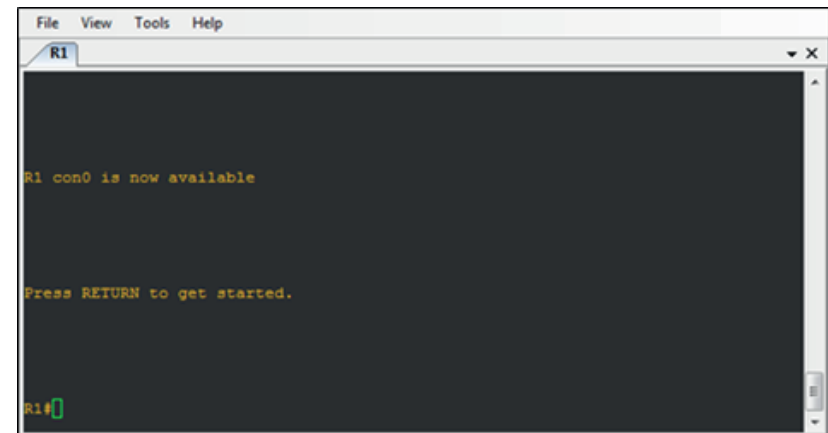 File View Tools Help
R1
R1 con0 is now available
Press RETURN to get started.
R1#